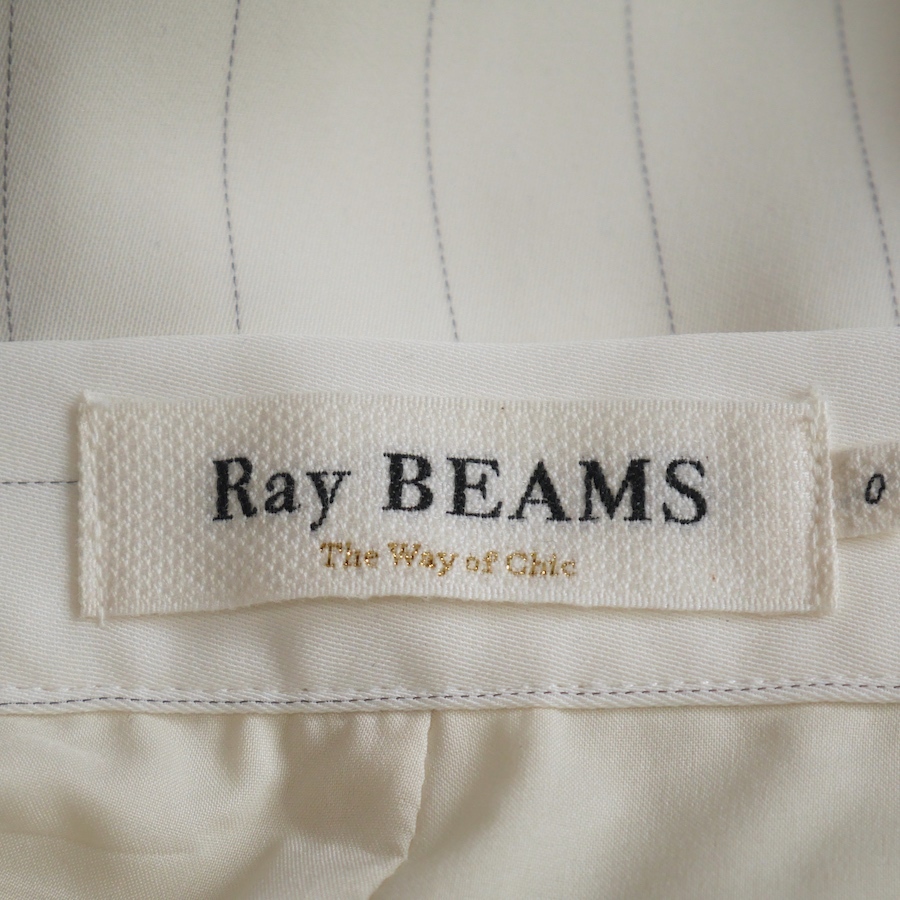 Ray BEAMS
The Way of Chic
0